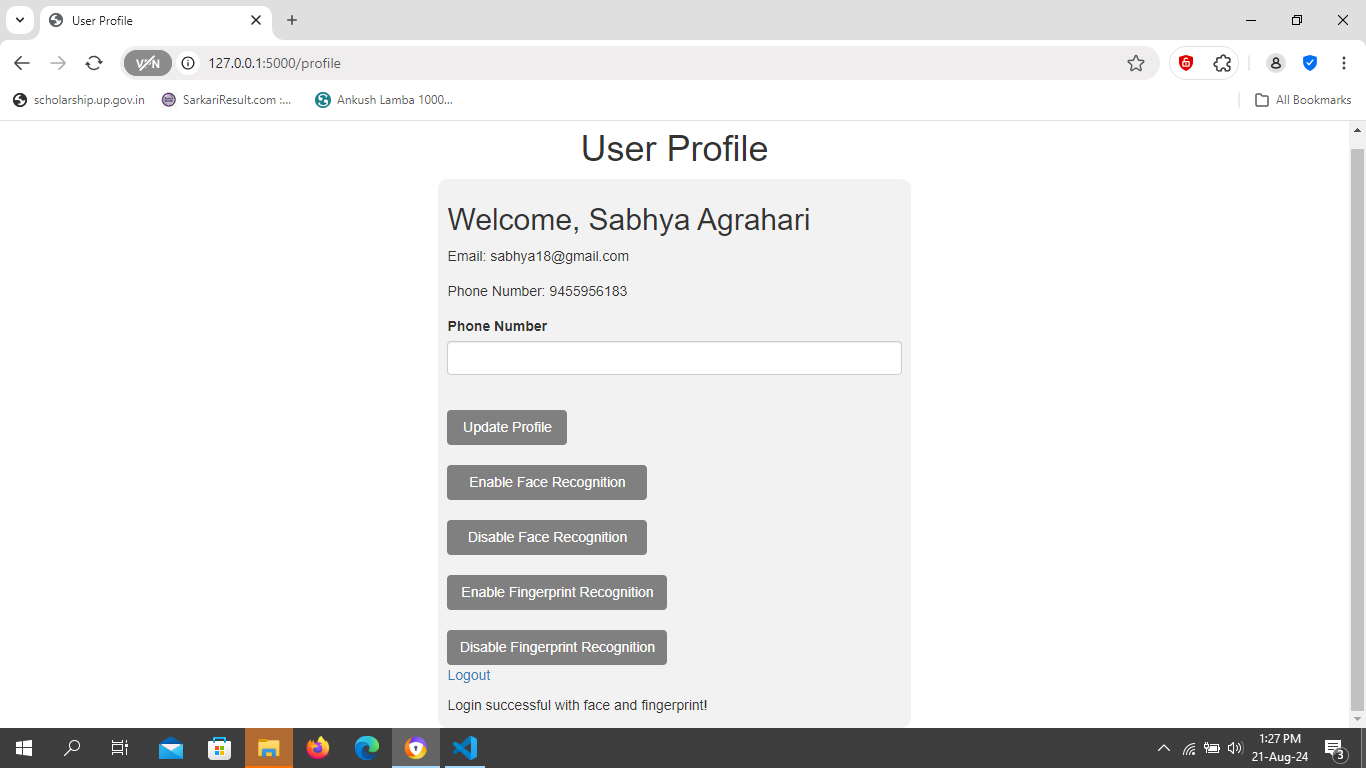 User Profile
VPN
127.0.0.1:5000/profile
scholarship.up.gov.in
SarkariResult.com :...
Ankush Lamba 1000...
All Bookmarks
User Profile
Welcome, Sabhya Agrahari
Email: sabhya18@gmail.com
Phone Number: 9455956183
Phone Number
Update Profile
Enable Face Recognition
Disable Face Recognition
Enable Fingerprint Recognition
Disable Fingerprint Recognition
Logout
Login successful with face and fingerprint!
1:27 PM
21-Aug-24
3